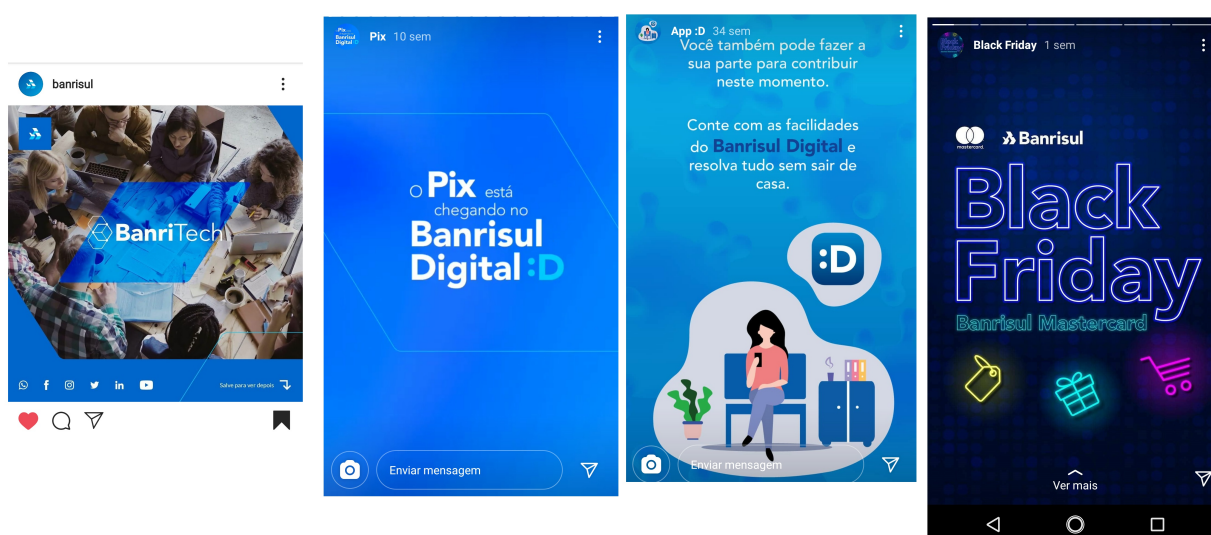 banrisul
BanriTech
Salve para ver depois
Pix...
Banrisul
Digital :D
Pix 10 sem
O Pix está
chegando no
Banrisul
Digital :D
Enviar mensagem
App :D 34 sem
Você também pode fazer a
sua parte para contribuir
neste momento.
Conte com as facilidades
do Banrisul Digital e
resolva tudo sem sair de
casa.
:D
Enviar mensagem
Black Friday 1 sem
mastercard
Banrisul
Black
Friday
Banrisul Mastercard
Ver mais